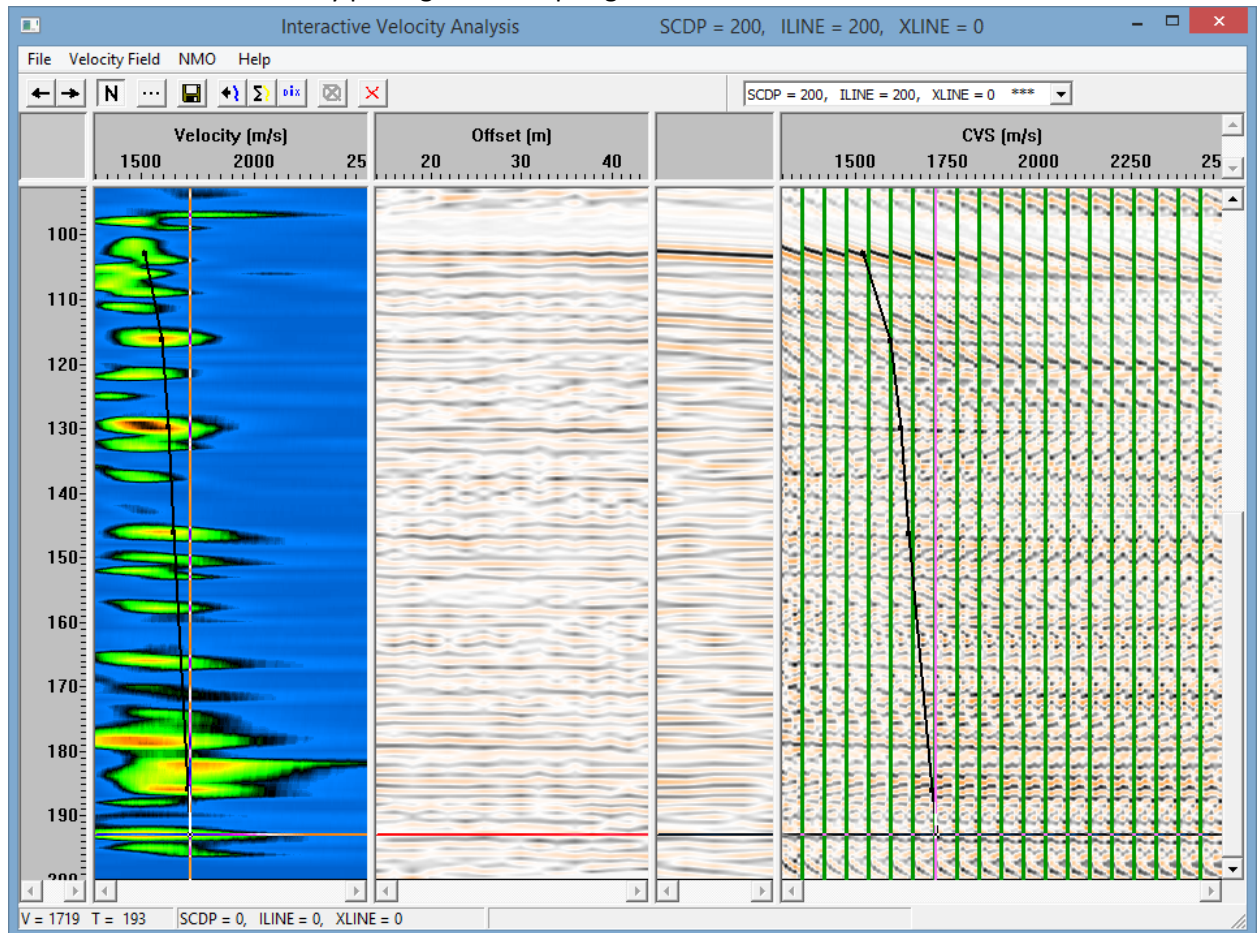 Interactive Velocity Analysis SCDP = 200, ILINE = 200, XLINE = 0
File Velocity Field NMO Help
N ... Σ DIX SCDP = 200, ILINE = 200, XLINE = 0 ***
Velocity (m/s) Offset (m) CVS (m/s)
1500 2000 25 20 30 40 1500 1750 2000 2250 25
100
110
120
130
140
150
160
170
180
190
200
V = 1719 T = 193 SCDP = 0, ILINE = 0, XLINE = 0